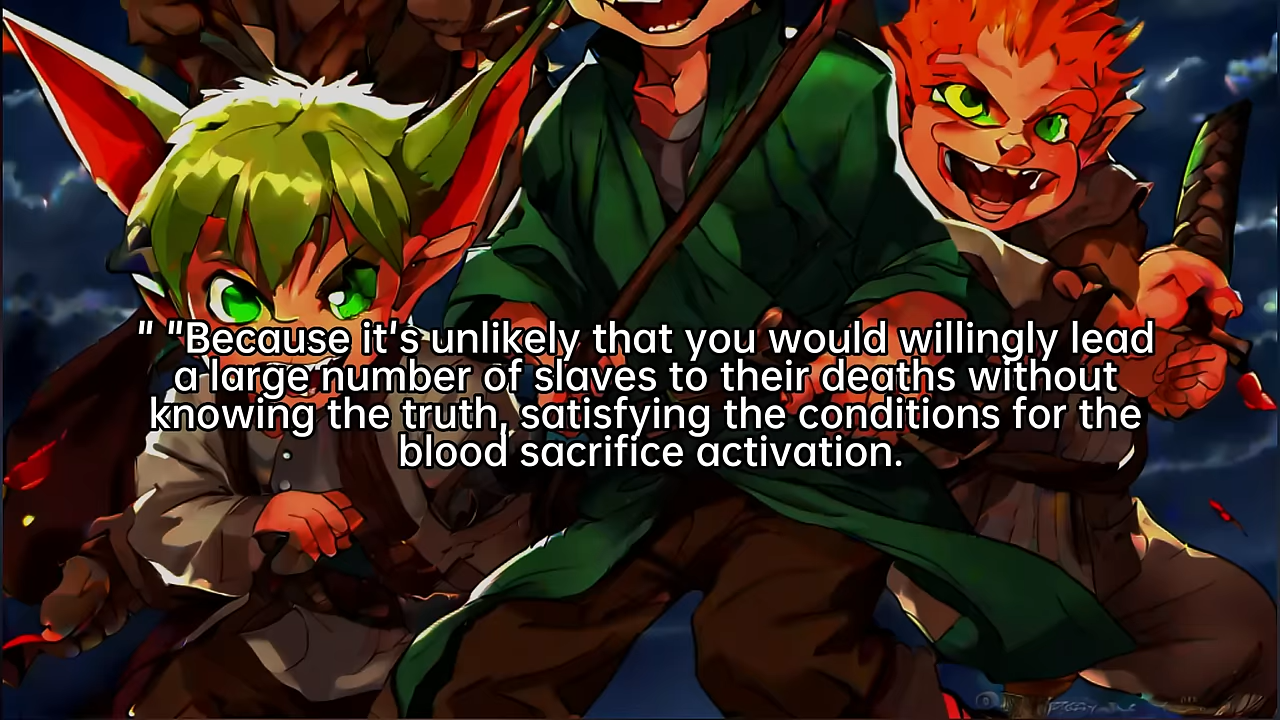 " "Because it's unlikely that you would willingly lead
a large number of slaves to their deaths without
knowing the truth, satisfying the conditions for the
blood sacrifice activation.